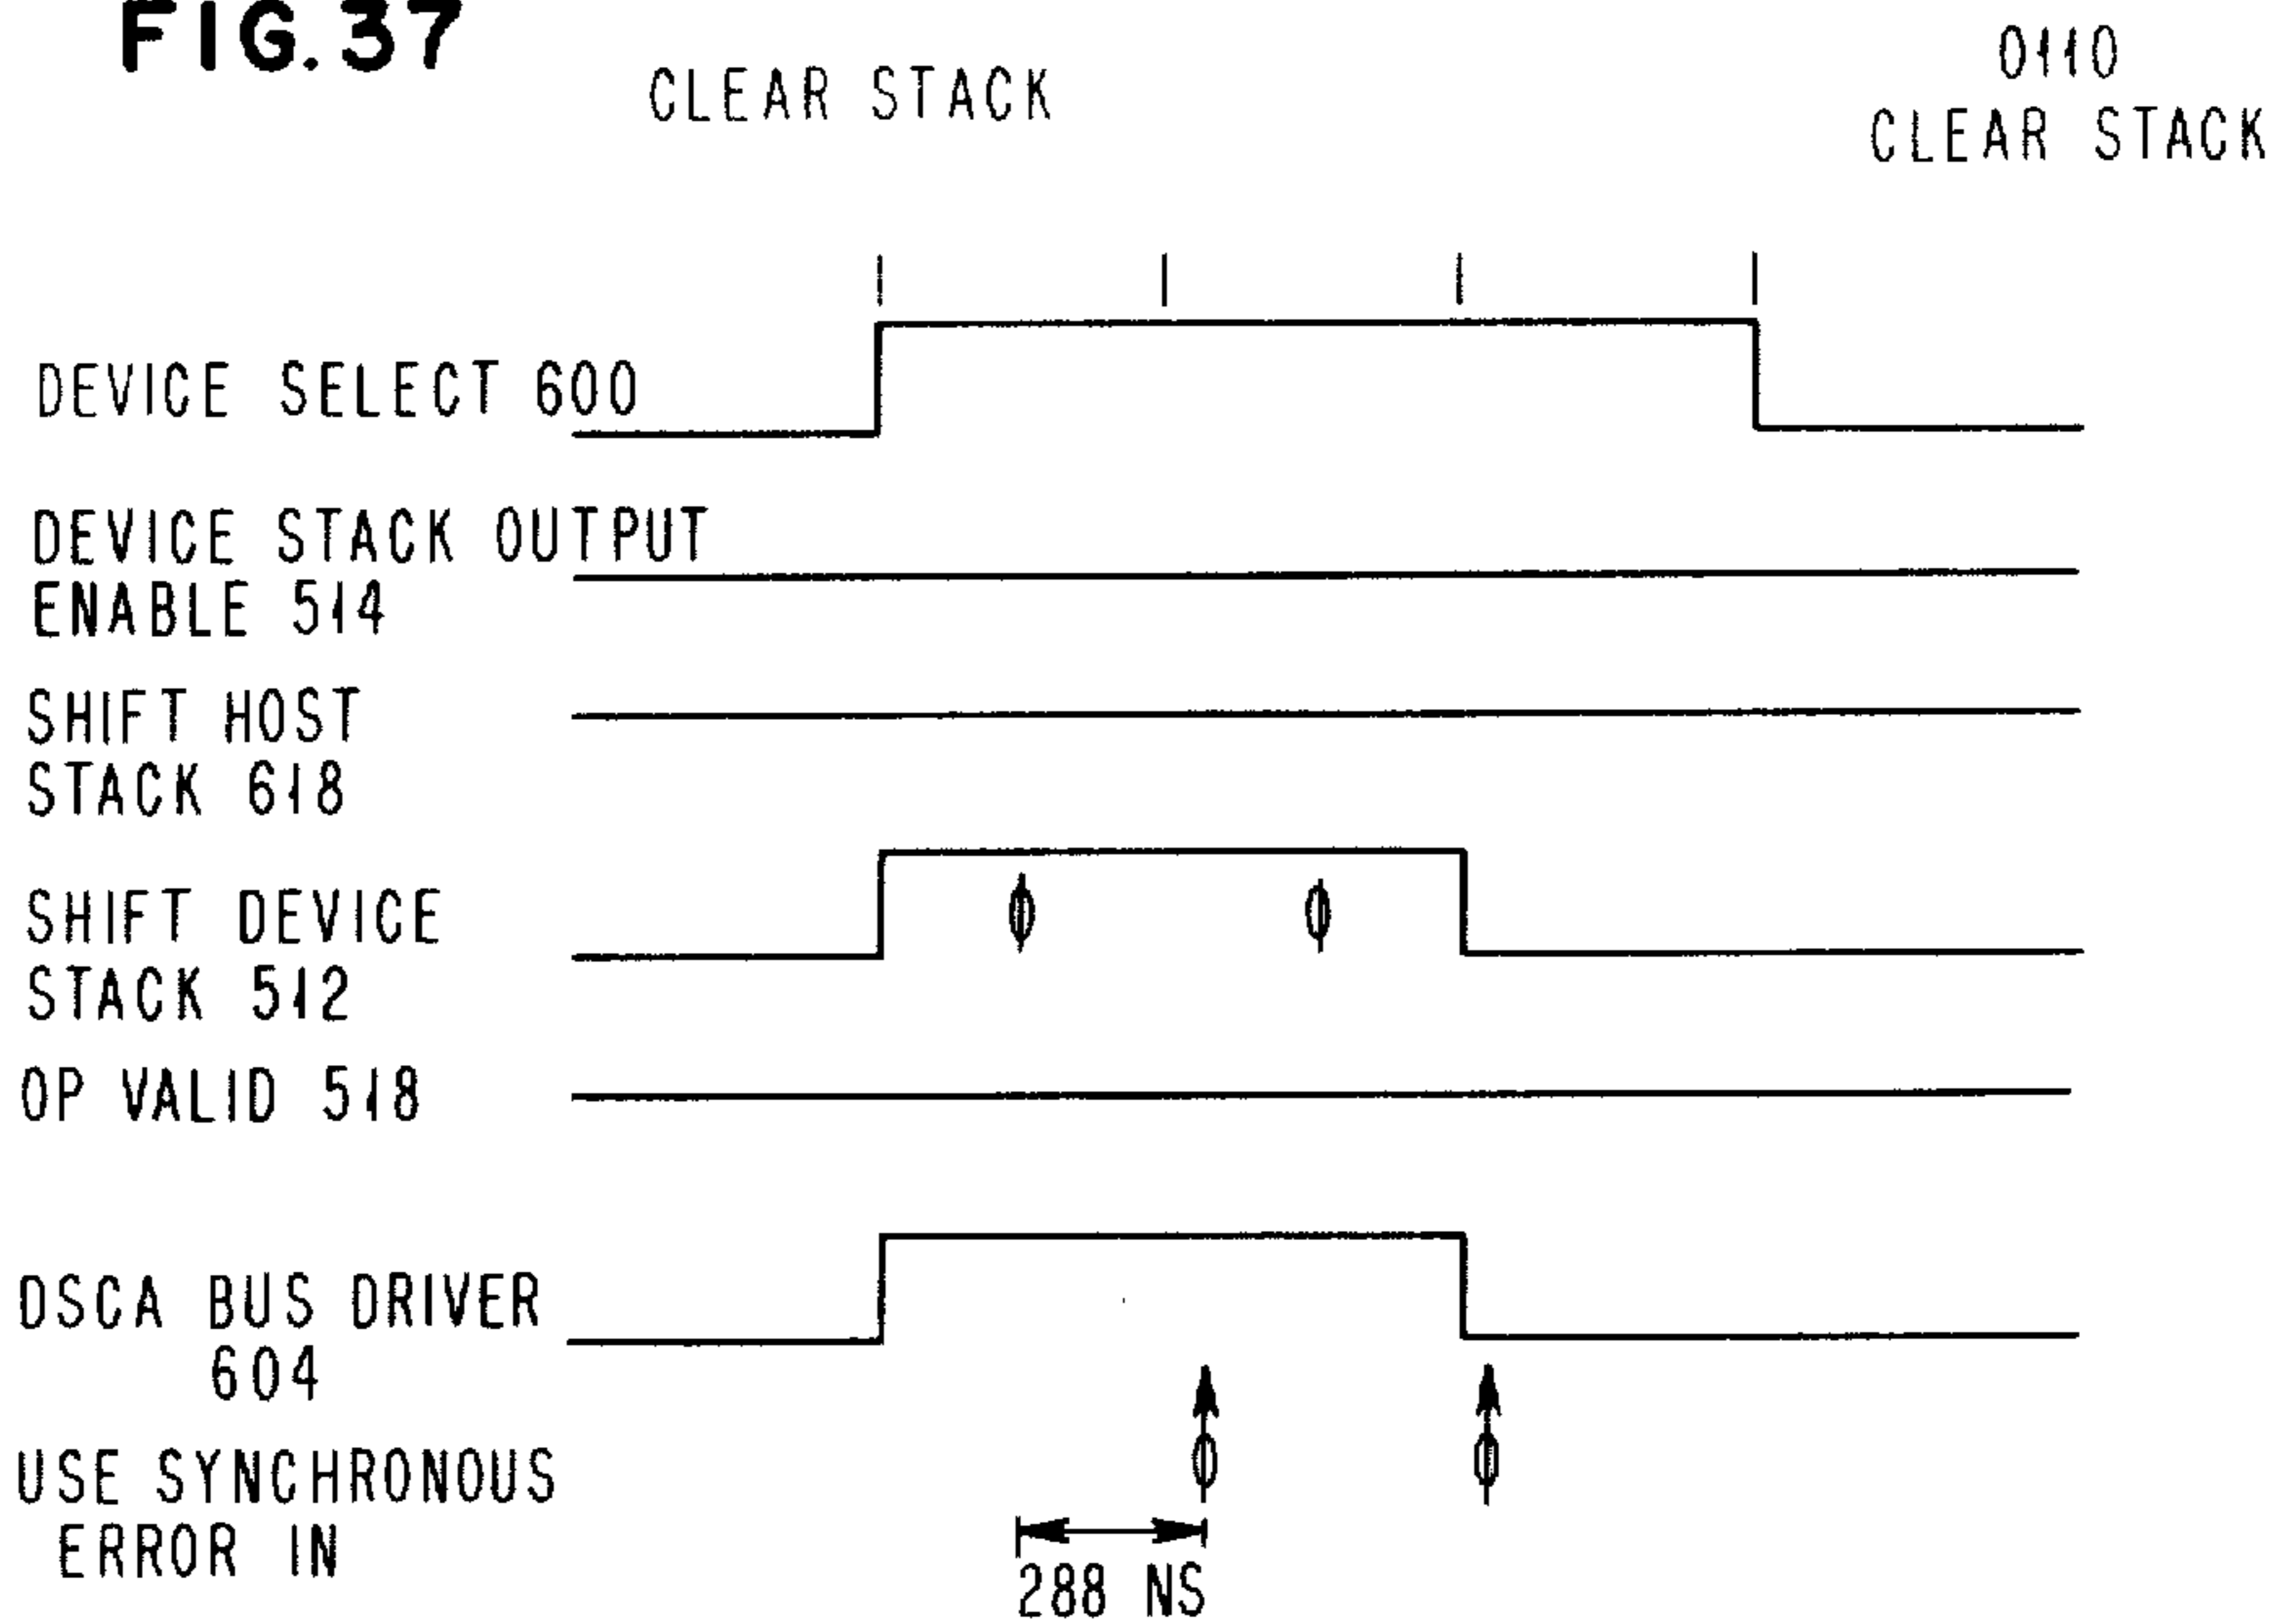 FIG.37
CLEAR STACK
0110
CLEAR STACK
DEVICE SELECT 600
DEVICE STACK OUTPUT
ENABLE 514
SHIFT HOST
STACK 618
SHIFT DEVICE
STACK 512
OP VALID 518
DSCA BUS DRIVER
604
USE SYNCHRONOUS
ERROR IN
288 NS